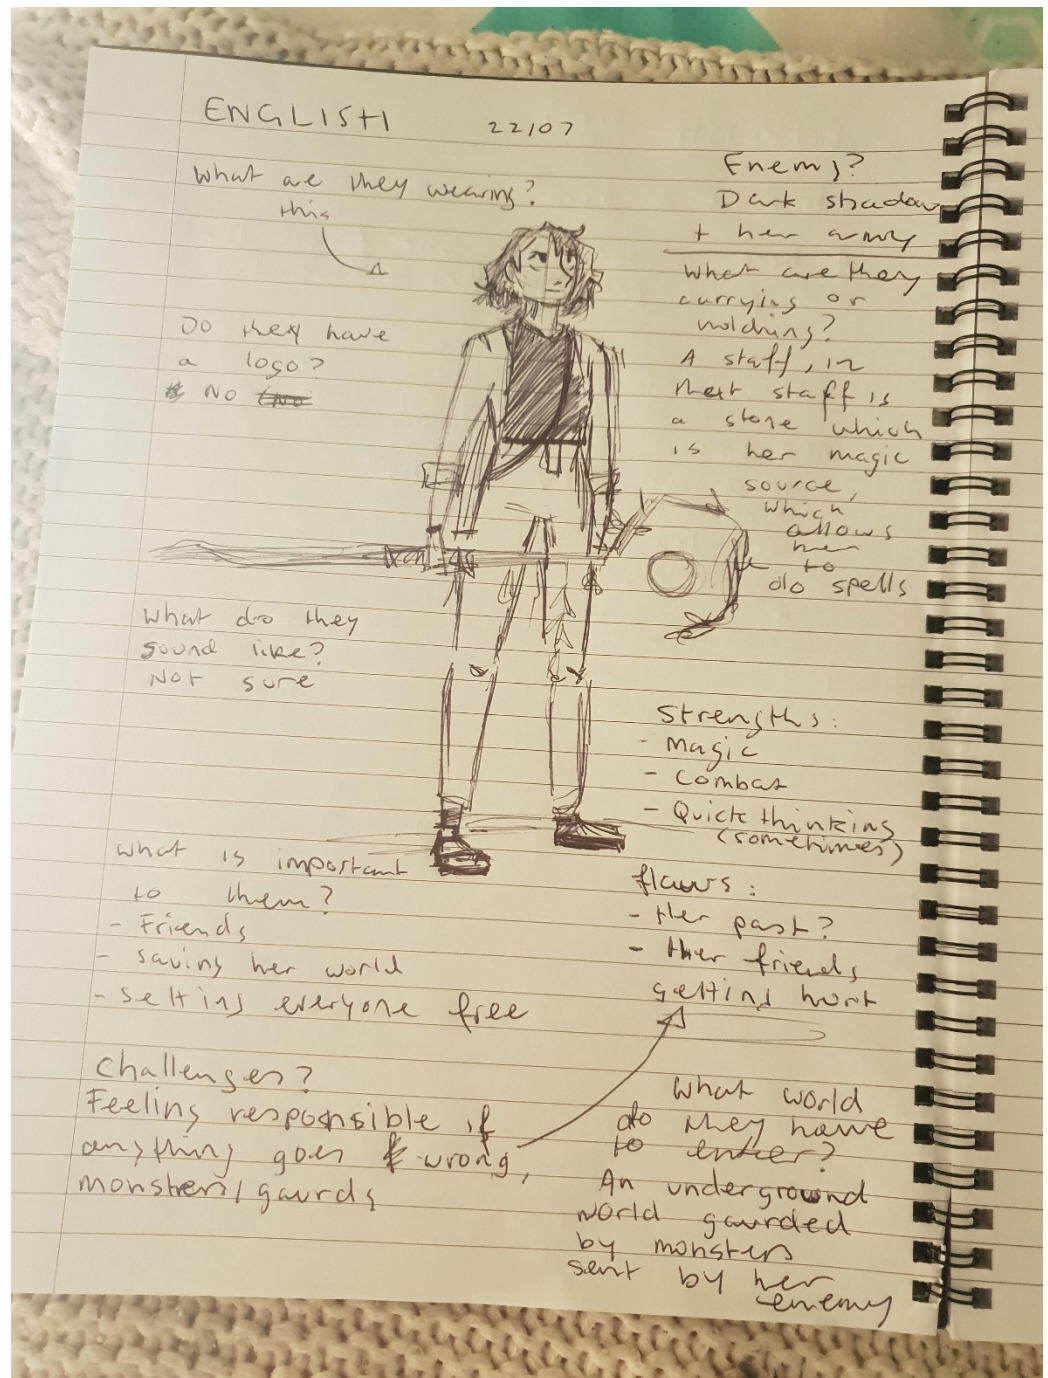 ENGLISH 22/07
What are they wearing?
this
Do they have
a logo?
No
What do they
sound like?
Not sure
What is important
to them?
- Friends
- saving her world
- setting everyone free
Challenges?
Feeling responsible if
anything goes wrong,
monsters/gaurds
Enemy?
Dark shadow
+ her army
What are they
carrying or
holding?
A staff, in
that staff is
a stone which
is her magic
source,
which
allows
her
to
do spells
Strengths:
- Magic
- Combat
- Quick thinking
(sometimes)
flaws:
- Her past?
- Her friends
getting hurt
What world
do they have
to enter?
An underground
world gaurded
by monsters
sent by her
enemy